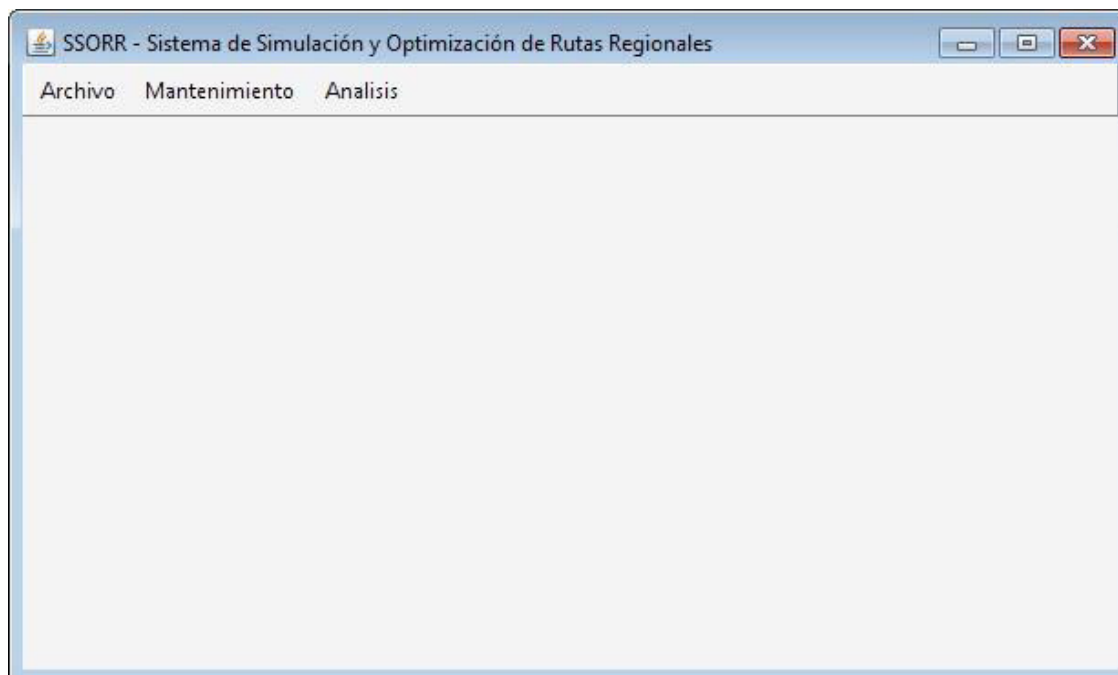 SSORR - Sistema de Simulación y Optimización de Rutas Regionales
Archivo Mantenimiento Analisis